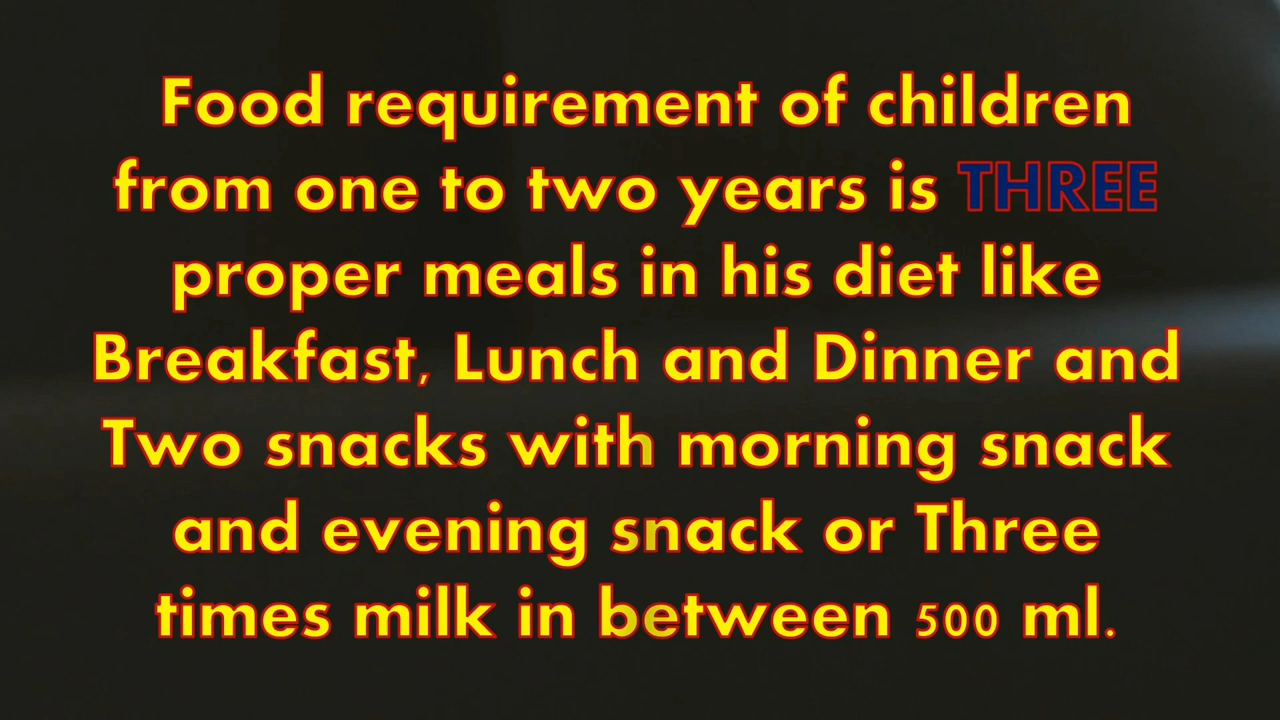 Food requirement of children
from one to two years is THREE
proper meals in his diet like
Breakfast, Lunch and Dinner and
Two snacks with morning snack
and evening snack or Three
times milk in between 500 ml.